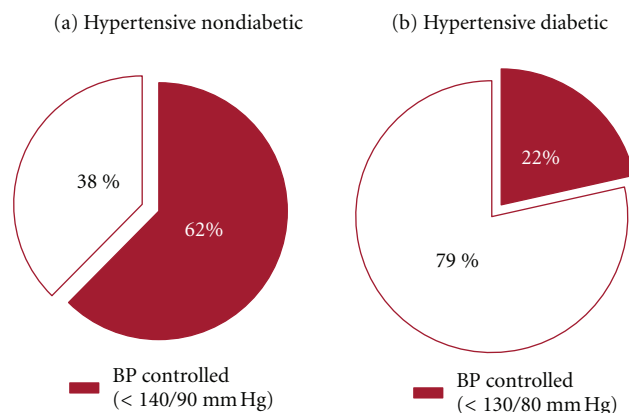 (a) Hypertensive nondiabetic
38 %
62%
BP controlled
(< 140/90 mm Hg)
(b) Hypertensive diabetic
22%
79 %
BP controlled
(< 130/80 mm Hg)